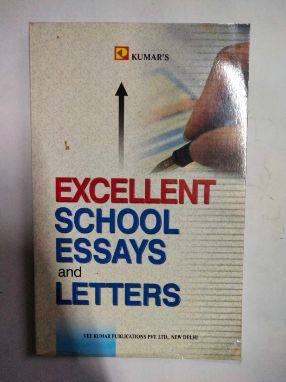 KUMAR'S
EXCELLENT
SCHOOL
ESSAYS
and
LETTERS
VEE KUMAR PUBLICATIONS PVT. LTD., NEW DELHI